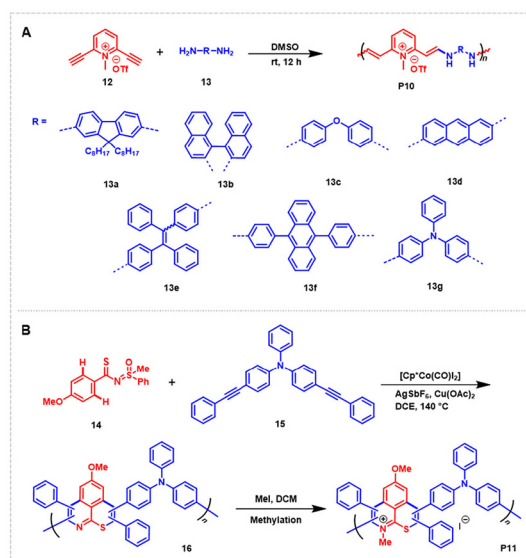 A
N
⊖
OTf
12
+
H₂N-R-NH₂
13
DMSO
rt, 12 h
N
⊖
OTf
P10
N
H
R
N
H
n
R =
C₈H₁₇ C₈H₁₇
13a
13b
O
13c
13d
13e
13f
N
13g
B
H
S
O
Me
N=S
Ph
MeO
H
14
+
N
15
[Cp*Co(CO)I₂]
AgSbF₆, Cu(OAc)₂
DCE, 140 °C
OMe
N
N
S
n
16
MeI, DCM
Methylation
OMe
N
N
⊕
S
Me
I ⊖
n
P11